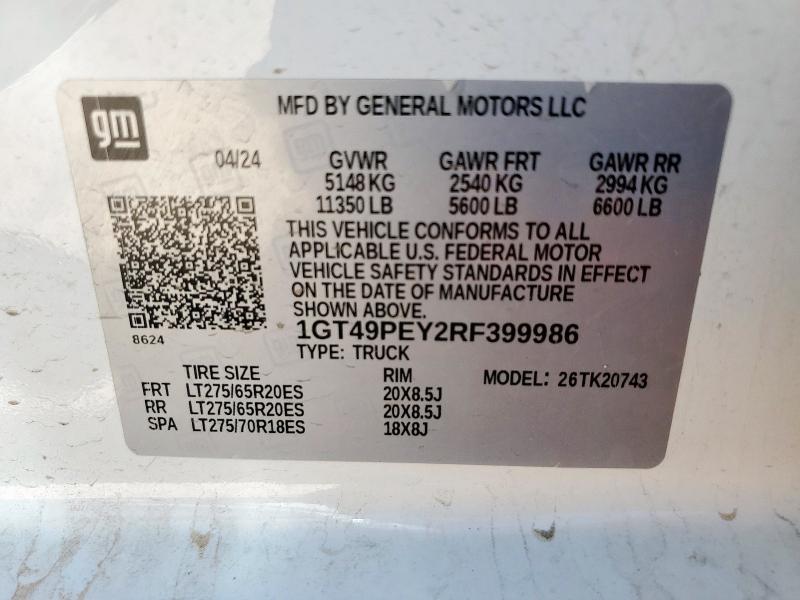 gm
MFD BY GENERAL MOTORS LLC
04/24 GVWR GAWR FRT GAWR RR
5148 KG 2540 KG 2994 KG
11350 LB 5600 LB 6600 LB
THIS VEHICLE CONFORMS TO ALL
APPLICABLE U.S. FEDERAL MOTOR
VEHICLE SAFETY STANDARDS IN EFFECT
ON THE DATE OF MANUFACTURE
SHOWN ABOVE.
8624
1GT49PEY2RF399986
TYPE: TRUCK
TIRE SIZE RIM MODEL: 26TK20743
FRT LT275/65R20ES 20X8.5J
RR LT275/65R20ES 20X8.5J
SPA LT275/70R18ES 18X8J